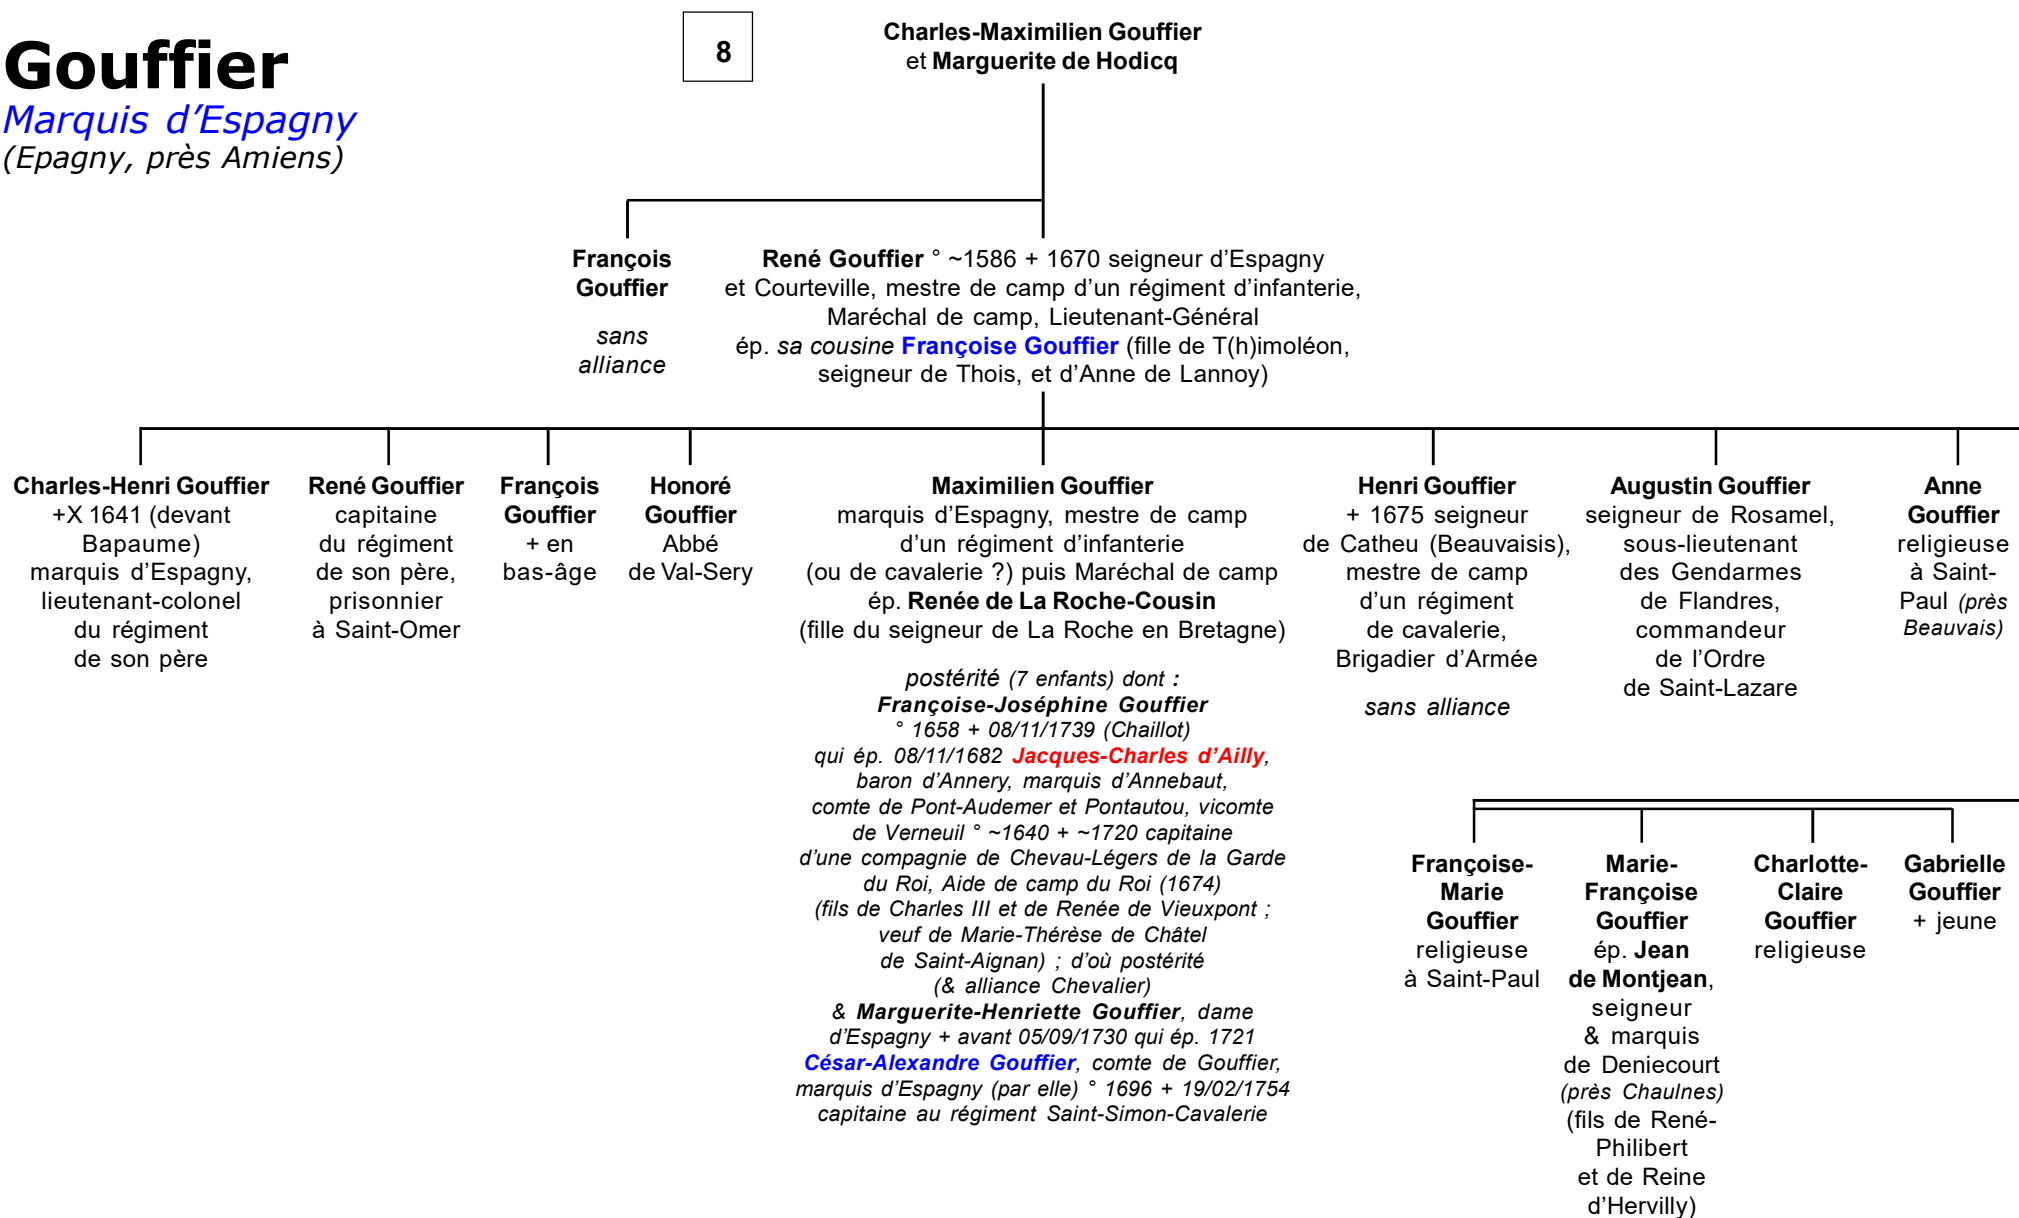 Gouffier
Marquis d'Espagny
(Epagny, près Amiens)
8
Charles-Maximilien Gouffier
et Marguerite de Hodicq
François
Gouffier
sans
alliance
René Gouffier ° ~1586 + 1670 seigneur d'Espagny
et Courteville, mestre de camp d'un régiment d'infanterie,
Maréchal de camp, Lieutenant-Général
ép. sa cousine Françoise Gouffier (fille de T(h)imoléon,
seigneur de Thois, et d'Anne de Lannoy)
Charles-Henri Gouffier
+X 1641 (devant
Bapaume)
marquis d'Espagny,
lieutenant-colonel
du régiment
de son père
René Gouffier
capitaine
du régiment
de son père,
prisonnier
à Saint-Omer
François
Gouffier
+ en
bas-âge
Honoré
Gouffier
Abbé
de Val-Sery
Maximilien Gouffier
marquis d'Espagny, mestre de camp
d'un régiment d'infanterie
(ou de cavalerie ?) puis Maréchal de camp
ép. Renée de La Roche-Cousin
(fille du seigneur de La Roche en Bretagne)
postérité (7 enfants) dont :
Françoise-Joséphine Gouffier
° 1658 + 08/11/1739 (Chaillot)
qui ép. 08/11/1682 Jacques-Charles d'Ailly,
baron d'Annery, marquis d'Annebaut,
comte de Pont-Audemer et Pontautou, vicomte
de Verneuil ° ~1640 + ~1720 capitaine
d'une compagnie de Chevau-Légers de la Garde
du Roi, Aide de camp du Roi (1674)
(fils de Charles III et de Renée de Vieuxpont ;
veuf de Marie-Thérèse de Châtel
de Saint-Aignan) ; d'où postérité
(& alliance Chevalier)
& Marguerite-Henriette Gouffier, dame
d'Espagny + avant 05/09/1730 qui ép. 1721
César-Alexandre Gouffier, comte de Gouffier,
marquis d'Espagny (par elle) ° 1696 + 19/02/1754
capitaine au régiment Saint-Simon-Cavalerie
Henri Gouffier
+ 1675 seigneur
de Catheu (Beauvaisis),
mestre de camp
d'un régiment
de cavalerie,
Brigadier d'Armée
sans alliance
Augustin Gouffier
seigneur de Rosamel,
sous-lieutenant
des Gendarmes
de Flandres,
commandeur
de l'Ordre
de Saint-Lazare
Anne
Gouffier
religieuse
à Saint-
Paul (près
Beauvais)
Françoise-
Marie
Gouffier
religieuse
à Saint-Paul
Marie-
Françoise
Gouffier
ép. Jean
de Montjean,
seigneur
& marquis
de Deniecourt
(près Chaulnes)
(fils de René-
Philibert
et de Reine
d'Hervilly)
Charlotte-
Claire
Gouffier
religieuse
Gabrielle
Gouffier
+ jeune